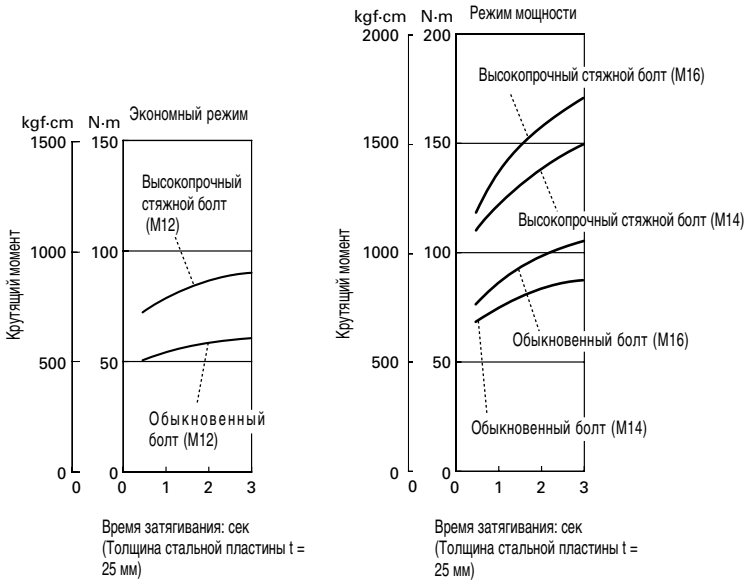 kgf·cm N·m
Экономный режим
1500
150
Высокопрочный
стяжной болт
(M12)
1000
100
Крутящий момент
500
50
Обыкновенный
болт (M12)
0
0
0
0 1 2 3
Время затягивания: сек
(Толщина стальной пластины t =
25 мм)
kgf·cm N·m
Режим мощности
2000
200
Высокопрочный стяжной болт (M16)
1500
150
Высокопрочный стяжной болт (M14)
1000
100
Крутящий момент
Обыкновенный болт (M16)
500
50
Обыкновенный болт (M14)
0
0
0
0 1 2 3
Время затягивания: сек
(Толщина стальной пластины t =
25 мм)